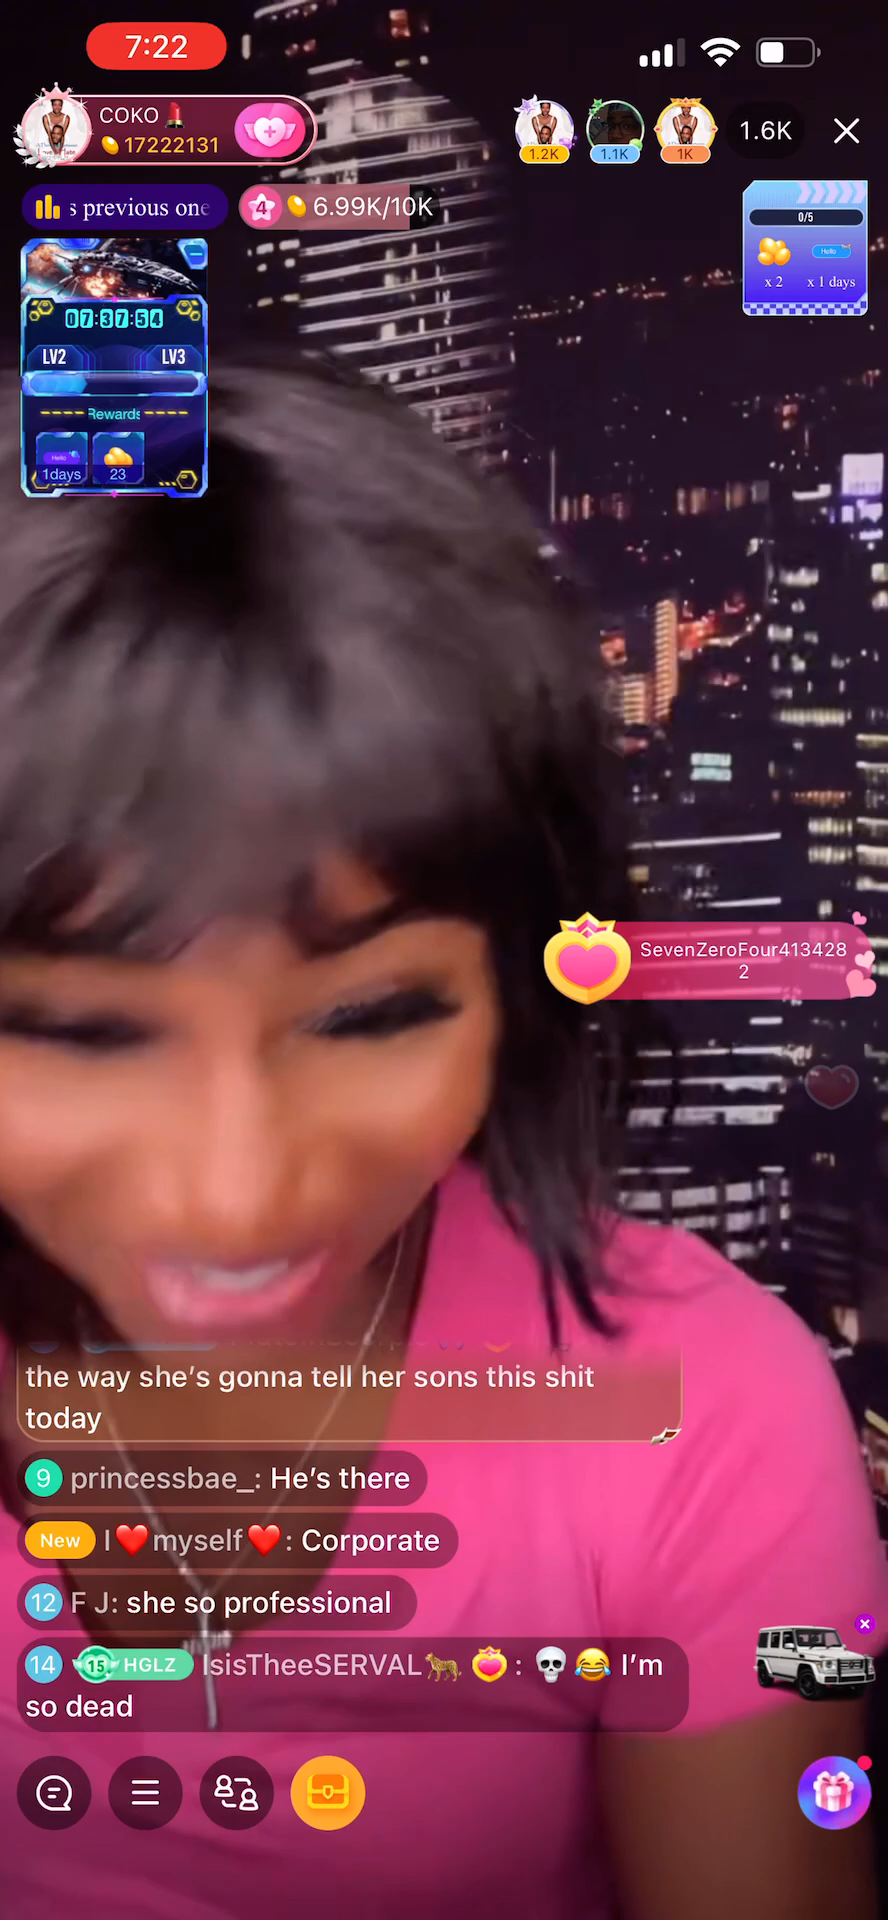 7:22
COKO💄
17222131
1.2K
1.1K
1K
1.6K
s previous one
4
6.99K/10K
0/5
Hello
x 2
x 1 days
07:37:54
LV2
LV3
Rewards
Hello
1days
23
SevenZeroFour413428
2
the way she's gonna tell her sons this shit
today
9 princessbae_: He's there
New I❤️myself❤️: Corporate
12 F J: she so professional
14 15 HGLZ IsisTheeSERVAL🐆 : 💀😂 I'm
so dead